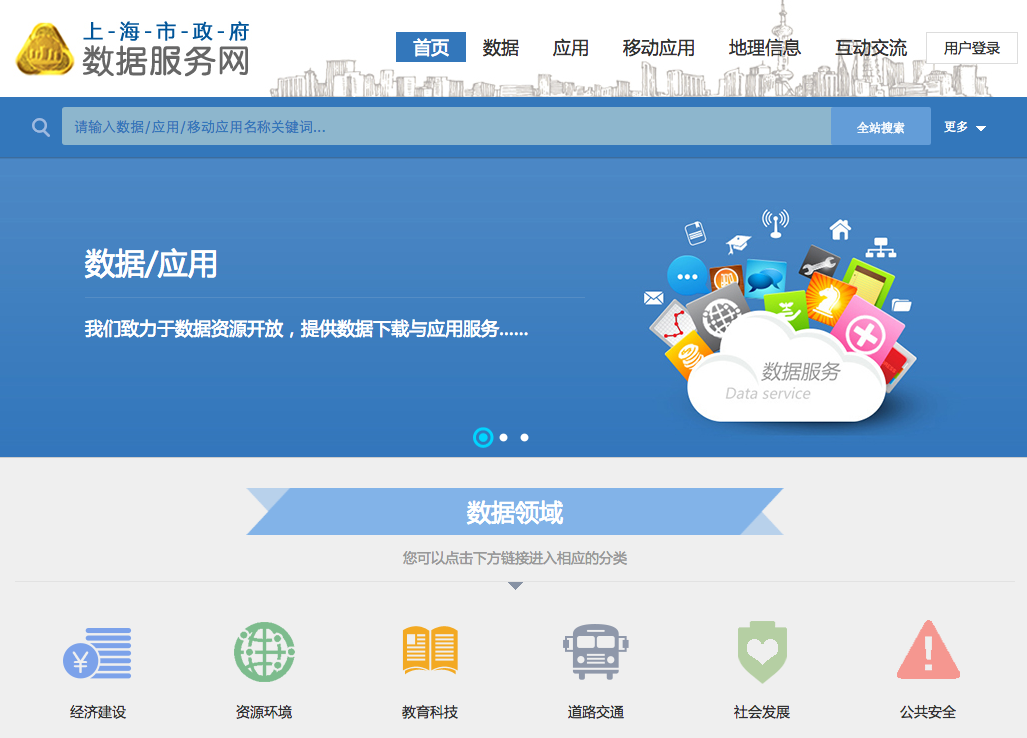 上-海-市-政-府
数据服务网
首页 数据 应用 移动应用 地理信息 互动交流 用户登录
请输入数据/应用/移动应用名称关键词...
全站搜索 更多
数据/应用
我们致力于数据资源开放，提供数据下载与应用服务......
数据服务
Data service
数据领域
您可以点击下方链接进入相应的分类
经济建设 资源环境 教育科技 道路交通 社会发展 公共安全